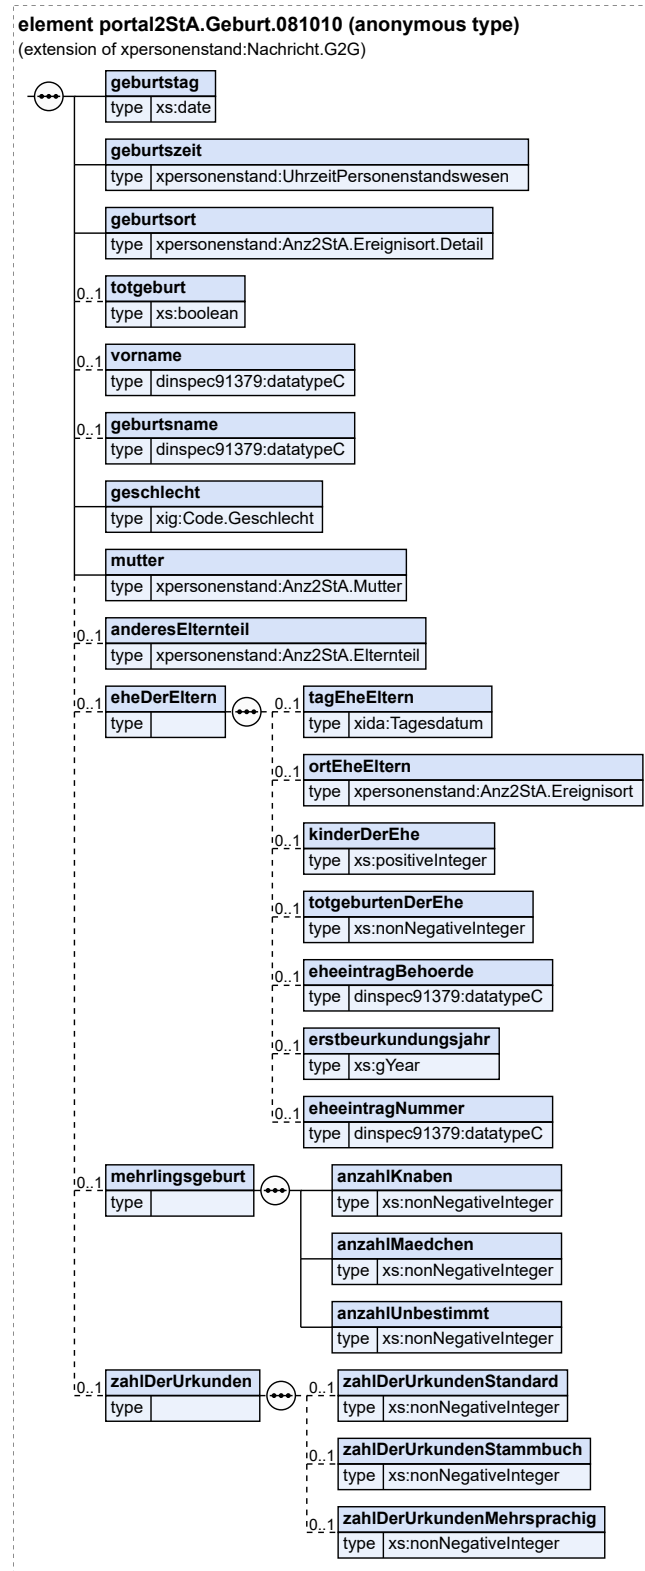 element portal2StA.Geburt.081010 (anonymous type)
(extension of xpersonenstand:Nachricht.G2G)
geburtstag
type xs:date
geburtszeit
type xpersonenstand:UhrzeitPersonenstandswesen
geburtsort
type xpersonenstand:Anz2StA.Ereignisort.Detail
0..1 totgeburt
type xs:boolean
0..1 vorname
type dinspec91379:datatypeC
0..1 geburtsname
type dinspec91379:datatypeC
geschlecht
type xig:Code.Geschlecht
mutter
type xpersonenstand:Anz2StA.Mutter
0..1 anderesElternteil
type xpersonenstand:Anz2StA.Elternteil
0..1 eheDerEltern
type
0..1 tagEheEltern
type xida:Tagesdatum
0..1 ortEheEltern
type xpersonenstand:Anz2StA.Ereignisort
0..1 kinderDerEhe
type xs:positiveInteger
0..1 totgeburtenDerEhe
type xs:nonNegativeInteger
0..1 eheeintragBehoerde
type dinspec91379:datatypeC
0..1 erstbeurkundungsjahr
type xs:gYear
0..1 eheeintragNummer
type dinspec91379:datatypeC
0..1 mehrlingsgeburt
type
anzahlKnaben
type xs:nonNegativeInteger
anzahlMaedchen
type xs:nonNegativeInteger
anzahlUnbestimmt
type xs:nonNegativeInteger
0..1 zahlDerUrkunden
type
0..1 zahlDerUrkundenStandard
type xs:nonNegativeInteger
0..1 zahlDerUrkundenStammbuch
type xs:nonNegativeInteger
0..1 zahlDerUrkundenMehrsprachig
type xs:nonNegativeInteger